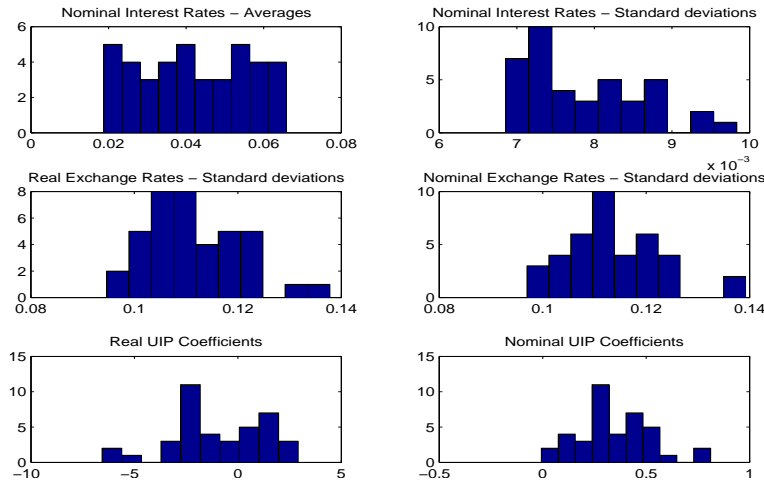 Nominal Interest Rates − Averages
6
4
2
0
0 0.02 0.04 0.06 0.08
Nominal Interest Rates − Standard deviations
10
5
0
6 7 8 9 10
x 10−3
Real Exchange Rates − Standard deviations
8
6
4
2
0
0.08 0.1 0.12 0.14
Nominal Exchange Rates − Standard deviations
10
5
0
0.08 0.1 0.12 0.14
Real UIP Coefficients
15
10
5
0
−10 −5 0 5
Nominal UIP Coefficients
15
10
5
0
−0.5 0 0.5 1